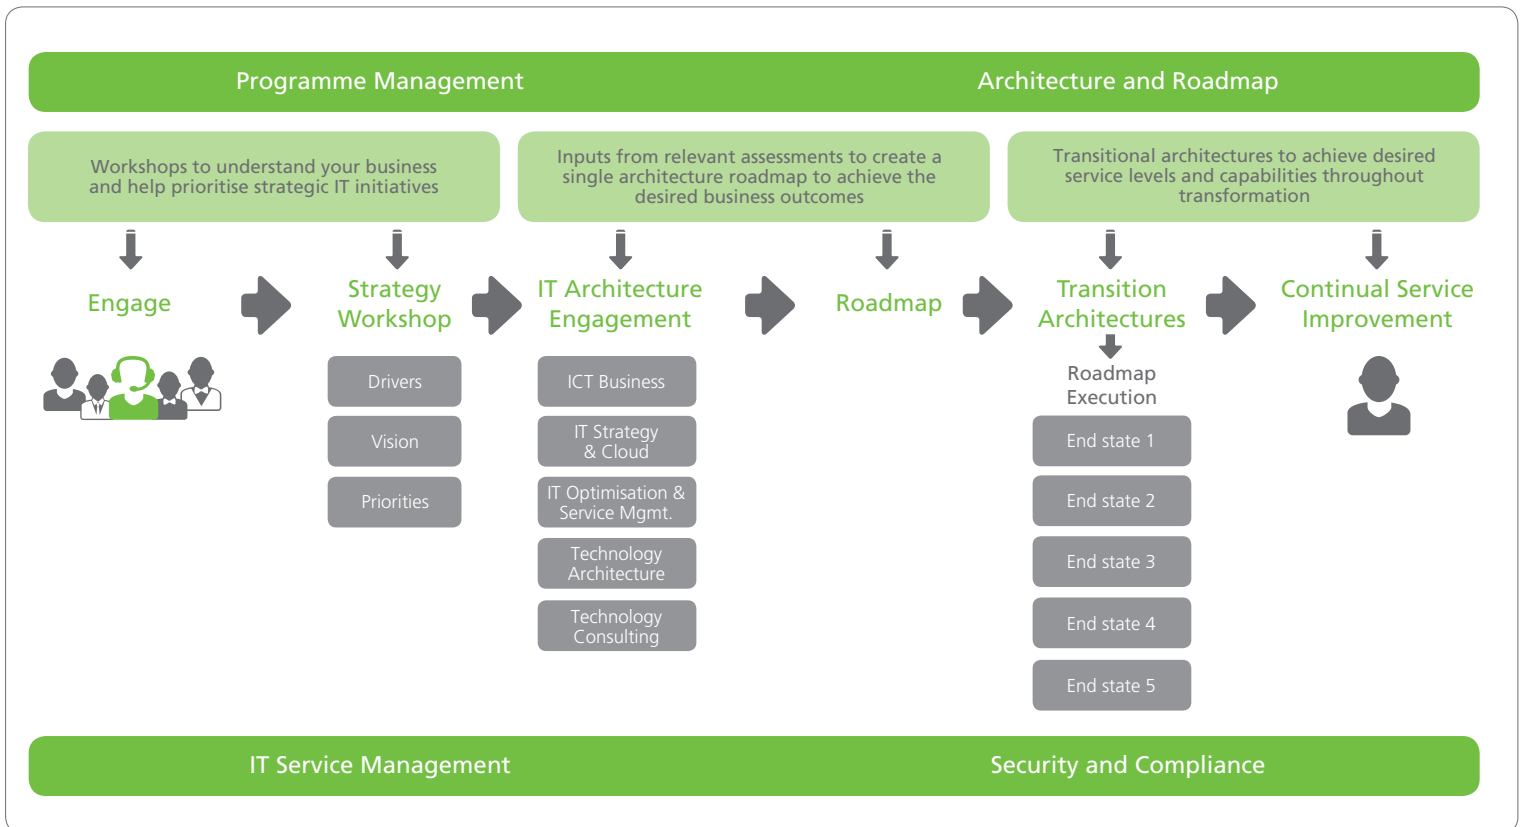 Programme Management
Architecture and Roadmap
Workshops to understand your business
and help prioritise strategic IT initiatives
Inputs from relevant assessments to create a
single architecture roadmap to achieve the
desired business outcomes
Transitional architectures to achieve desired
service levels and capabilities throughout
transformation
Engage
Strategy
Workshop
Drivers
Vision
Priorities
IT Architecture
Engagement
ICT Business
IT Strategy
& Cloud
IT Optimisation &
Service Mgmt.
Technology
Architecture
Technology
Consulting
Roadmap
Transition
Architectures
Roadmap
Execution
End state 1
End state 2
End state 3
End state 4
End state 5
Continual Service
Improvement
IT Service Management
Security and Compliance